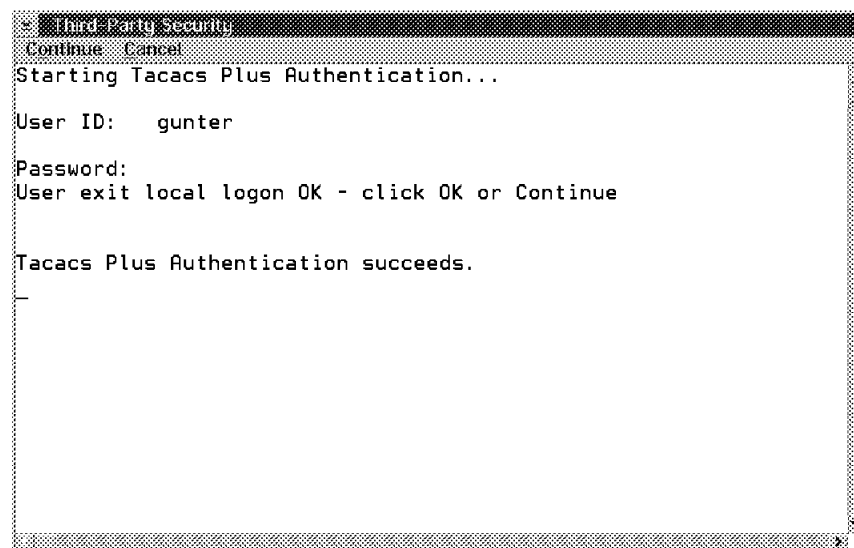 Third-Party Security
Continue Cancel
Starting Tacacs Plus Authentication...
User ID: gunter
Password:
User exit local logon OK - click OK or Continue
Tacacs Plus Authentication succeeds.
_